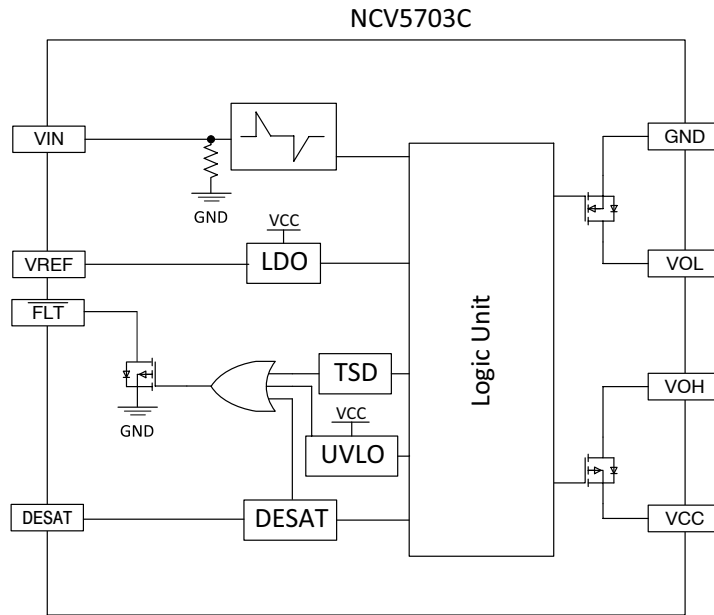 NCV5703C
VIN
GND
GND
VCC
VREF
LDO
VOL
FLT
Logic Unit
TSD
VOH
VCC
GND
UVLO
DESAT
DESAT
VCC